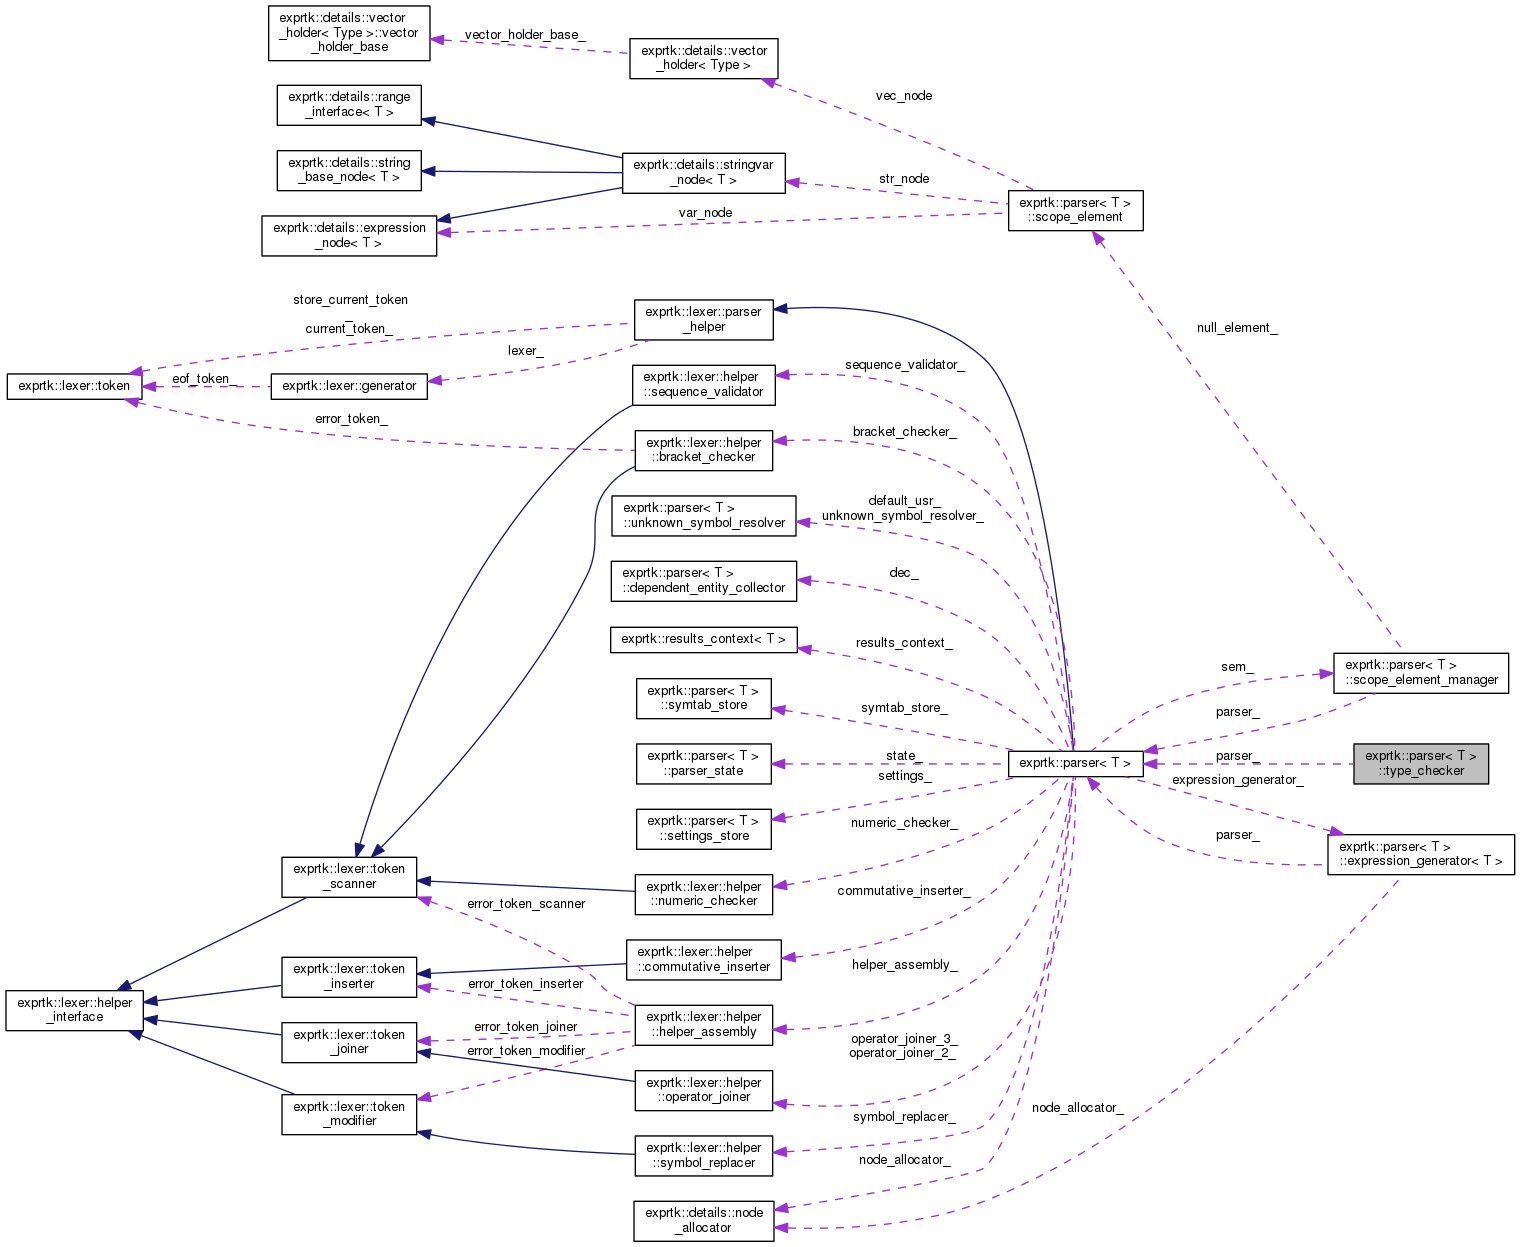 exprtk::details::vector
_holder< Type >::vector
_holder_base
vector_holder_base_
exprtk::details::vector
_holder< Type >
vec_node
exprtk::details::range
_interface< T >
exprtk::details::string
_base_node< T >
exprtk::details::stringvar
_node< T >
str_node
exprtk::parser< T >
::scope_element
var_node
exprtk::details::expression
_node< T >
store_current_token
_
current_token_
exprtk::lexer::parser
_helper
null_element_
lexer_
exprtk::lexer::token
eof_token_
exprtk::lexer::generator
exprtk::lexer::helper
::sequence_validator
sequence_validator_
error_token_
exprtk::lexer::helper
::bracket_checker
bracket_checker_
exprtk::parser< T >
::unknown_symbol_resolver
default_usr_
unknown_symbol_resolver_
exprtk::parser< T >
::dependent_entity_collector
dec_
exprtk::results_context< T >
results_context_
exprtk::parser< T >
::symtab_store
symtab_store_
sem_
exprtk::parser< T >
::scope_element_manager
parser_
exprtk::parser< T >
::parser_state
state_
exprtk::parser< T >
parser_
exprtk::parser< T >
::type_checker
settings_
expression_generator_
exprtk::parser< T >
::settings_store
numeric_checker_
parser_
exprtk::parser< T >
::expression_generator< T >
exprtk::lexer::token
_scanner
exprtk::lexer::helper
::numeric_checker
commutative_inserter_
error_token_scanner
exprtk::lexer::token
_inserter
exprtk::lexer::helper
::commutative_inserter
helper_assembly_
exprtk::lexer::helper
_interface
error_token_inserter
exprtk::lexer::helper
::helper_assembly
exprtk::lexer::token
_joiner
error_token_joiner
error_token_modifier
operator_joiner_3_
operator_joiner_2_
exprtk::lexer::helper
::operator_joiner
exprtk::lexer::token
_modifier
symbol_replacer_
node_allocator_
exprtk::lexer::helper
::symbol_replacer
node_allocator_
exprtk::details::node
_allocator